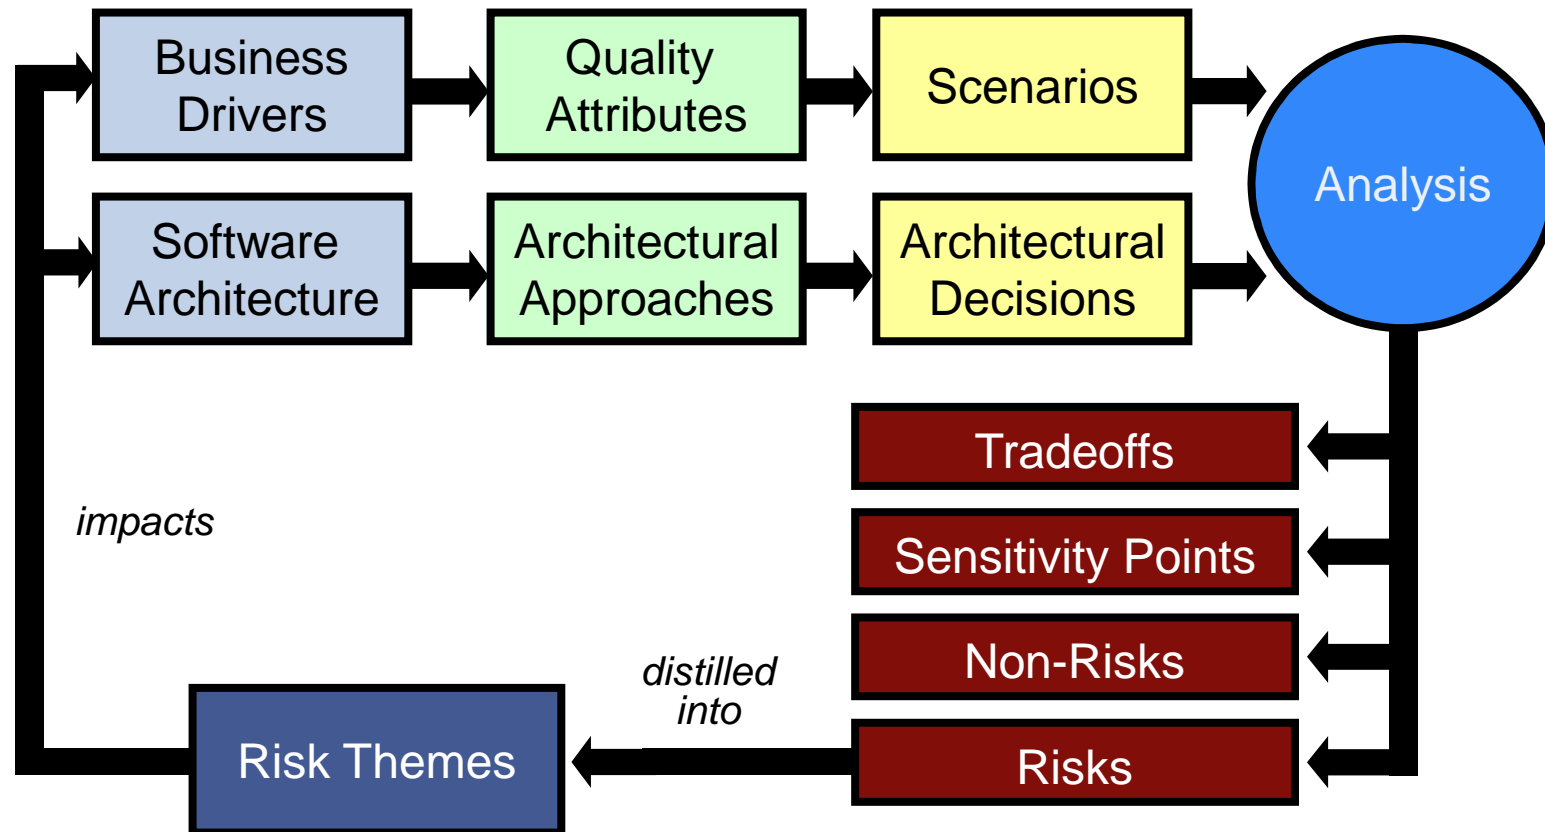 Business
Drivers
Quality
Attributes
Scenarios
Analysis
Software
Architecture
Architectural
Approaches
Architectural
Decisions
Tradeoffs
Sensitivity Points
Non-Risks
Risks
distilled
into
Risk Themes
impacts